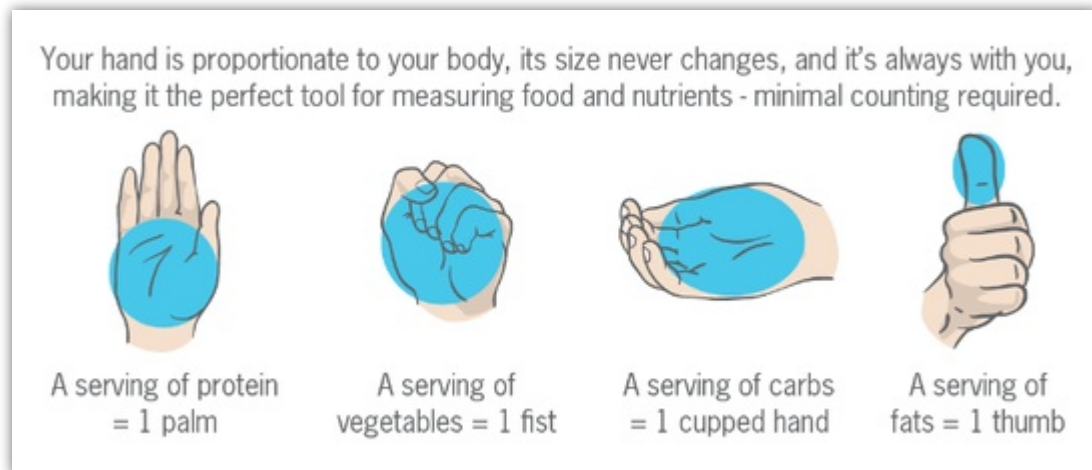 Your hand is proportionate to your body, its size never changes, and it's always with you,
making it the perfect tool for measuring food and nutrients - minimal counting required.
A serving of protein
= 1 palm
A serving of
vegetables = 1 fist
A serving of carbs
= 1 cupped hand
A serving of
fats = 1 thumb